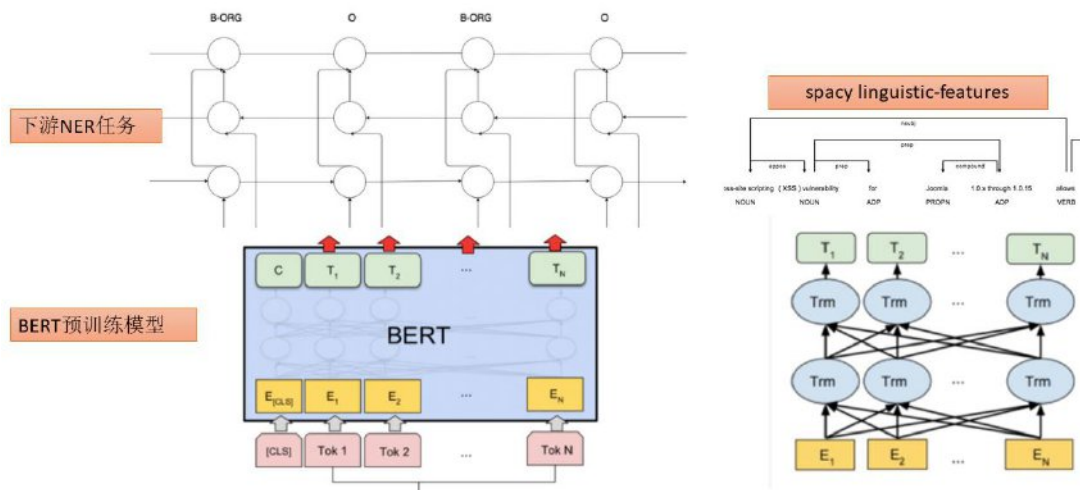 B-ORG O B-ORG O
下游NER任务
spacy linguistic-features
nsubj
prep
appos prep compound
ss-site scripting ( XSS ) vulnerability for Joomla 1.0.x through 1.0.15 allows
NOUN NOUN ADP PROPN ADP VERB
C T1 T2 ... TN
BERT预训练模型
BERT
E[CLS] E1 E2 ... EN
[CLS] Tok 1 Tok 2 ... Tok N
T1 T2 ... TN
Trm Trm ... Trm
Trm Trm ... Trm
E1 E2 ... EN